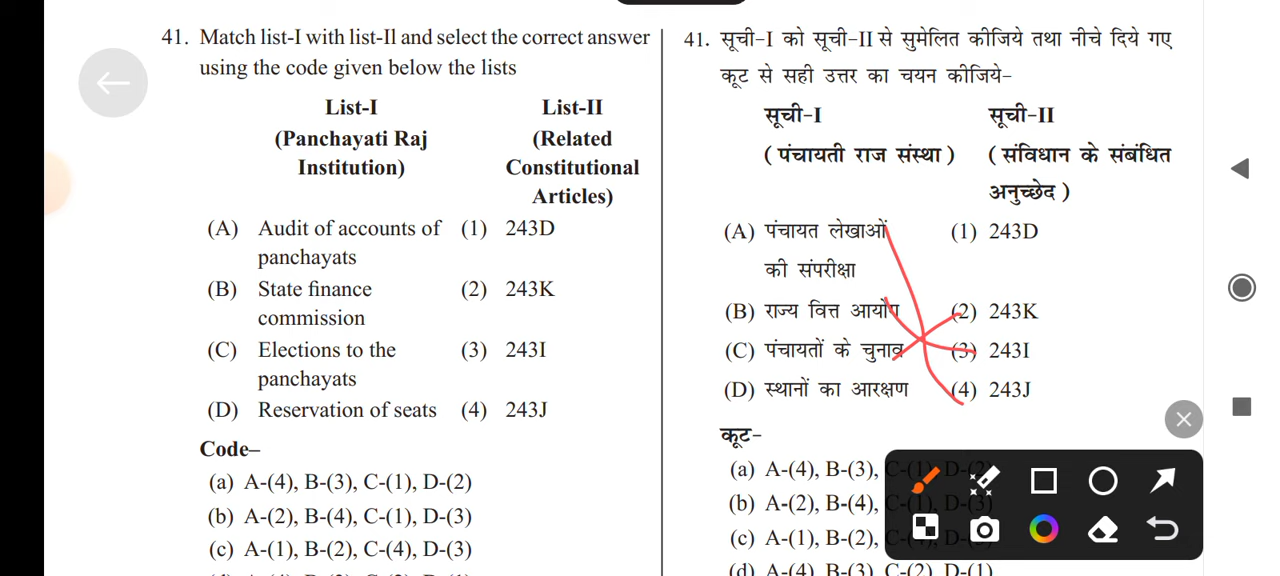 41. Match list-I with list-II and select the correct answer
using the code given below the lists
List-I List-II
(Panchayati Raj (Related
Institution) Constitutional
Articles)
(A) Audit of accounts of (1) 243D
panchayats
(B) State finance (2) 243K
commission
(C) Elections to the (3) 243I
panchayats
(D) Reservation of seats (4) 243J
Code–
(a) A-(4), B-(3), C-(1), D-(2)
(b) A-(2), B-(4), C-(1), D-(3)
(c) A-(1), B-(2), C-(4), D-(3)
41. सूची-I को सूची-II से सुमेलित कीजिये तथा नीचे दिये गए
कूट से सही उत्तर का चयन कीजिये–
सूची-I सूची-II
(पंचायती राज संस्था) (संविधान के संबंधित
अनुच्छेद)
(A) पंचायत लेखाओं (1) 243D
की संपरीक्षा
(B) राज्य वित्त आयोग (2) 243K
(C) पंचायतों के चुनाव (3) 243I
(D) स्थानों का आरक्षण (4) 243J
कूट–
(a) A-(4), B-(3), C-(1), D-(2)
(b) A-(2), B-(4), C-(1), D-(3)
(c) A-(1), B-(2),
(d) A-(4), B-(3), C-(2), D-(1)